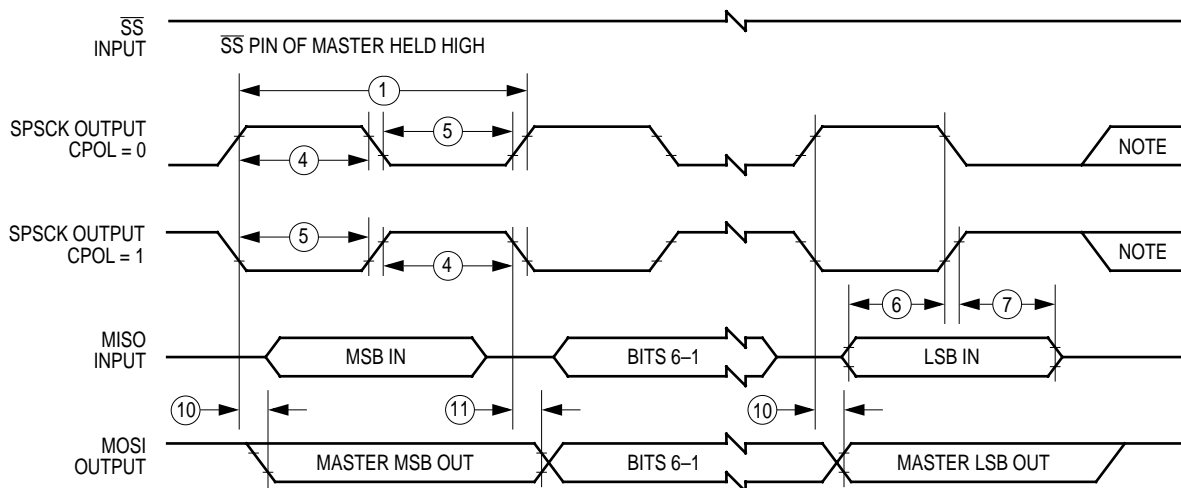 SS
INPUT
SS PIN OF MASTER HELD HIGH
1
SPSCK OUTPUT
CPOL = 0
5
4
NOTE
SPSCK OUTPUT
CPOL = 1
5
4
NOTE
6
7
MISO
INPUT
MSB IN
BITS 6–1
LSB IN
10
11
10
MOSI
OUTPUT
MASTER MSB OUT
BITS 6–1
MASTER LSB OUT